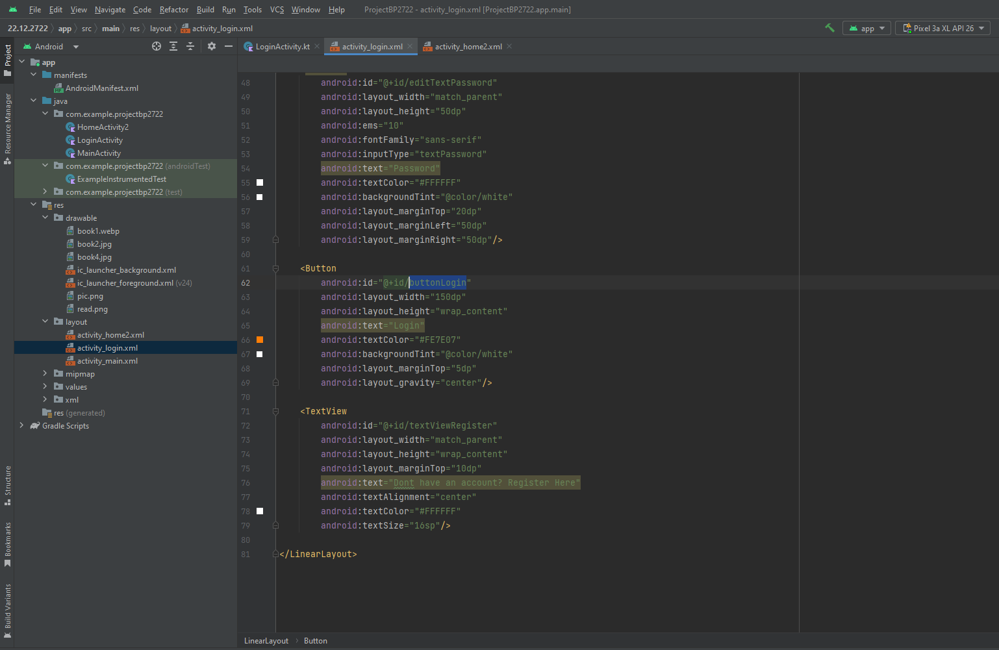 File Edit View Navigate Code Refactor Build Run Tools VCS Window Help ProjectBP2722 - activity_login.xml [ProjectBP2722.app.main]
22.12.2722 app src main res layout activity_login.xml app Pixel 3a XL API 26
Android
LoginActivity.kt activity_login.xml activity_home2.xml
Project
Resource Manager
Structure
Bookmarks
Build Variants
app
manifests
AndroidManifest.xml
java
com.example.projectbp2722
HomeActivity2
LoginActivity
MainActivity
com.example.projectbp2722 (androidTest)
ExampleInstrumentedTest
com.example.projectbp2722 (test)
res
drawable
book1.webp
book2.jpg
book4.jpg
ic_launcher_background.xml
ic_launcher_foreground.xml (v24)
pic.png
read.png
layout
activity_home2.xml
activity_login.xml
activity_main.xml
mipmap
values
xml
res (generated)
Gradle Scripts
48 android:id="@+id/editTextPassword"
49 android:layout_width="match_parent"
50 android:layout_height="50dp"
51 android:ems="10"
52 android:fontFamily="sans-serif"
53 android:inputType="textPassword"
54 android:text="Password"
55 android:textColor="#FFFFFF"
56 android:backgroundTint="@color/white"
57 android:layout_marginTop="20dp"
58 android:layout_marginLeft="50dp"
59 android:layout_marginRight="50dp"/>
60
61 <Button
62 android:id="@+id/buttonLogin"
63 android:layout_width="150dp"
64 android:layout_height="wrap_content"
65 android:text="Login"
66 android:textColor="#FE7E07"
67 android:backgroundTint="@color/white"
68 android:layout_marginTop="5dp"
69 android:layout_gravity="center"/>
70
71 <TextView
72 android:id="@+id/textViewRegister"
73 android:layout_width="match_parent"
74 android:layout_height="wrap_content"
75 android:layout_marginTop="10dp"
76 android:text="Dont have an account? Register Here"
77 android:textAlignment="center"
78 android:textColor="#FFFFFF"
79 android:textSize="16sp"/>
80
81 </LinearLayout>
LinearLayout Button